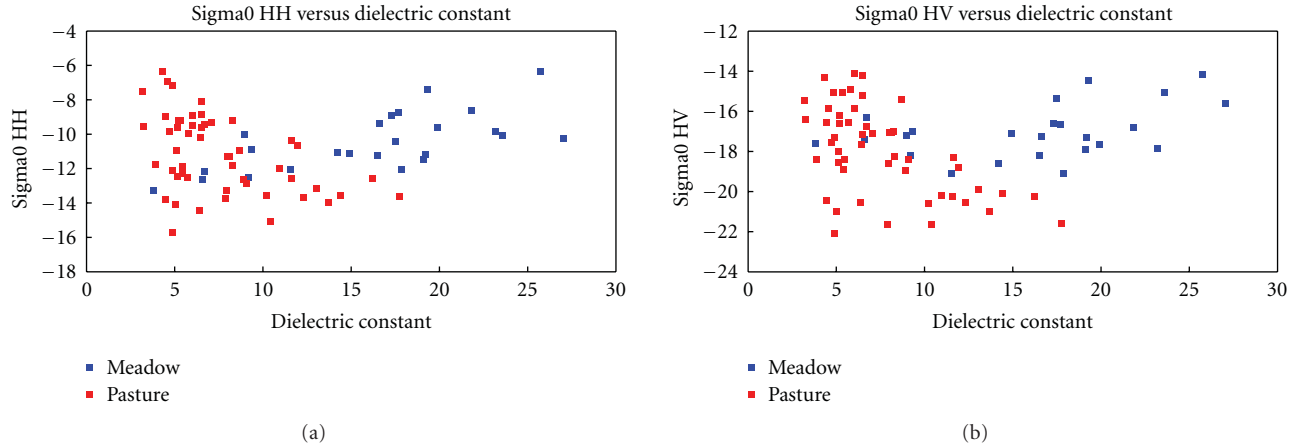 Sigma0 HH versus dielectric constant
−4
−6
−8
−10
−12
−14
−16
−18
Sigma0 HH
0 5 10 15 20 25 30
Dielectric constant
Meadow
Pasture
(a)
Sigma0 HV versus dielectric constant
−12
−14
−16
−18
−20
−22
−24
Sigma0 HV
0 5 10 15 20 25 30
Dielectric constant
Meadow
Pasture
(b)